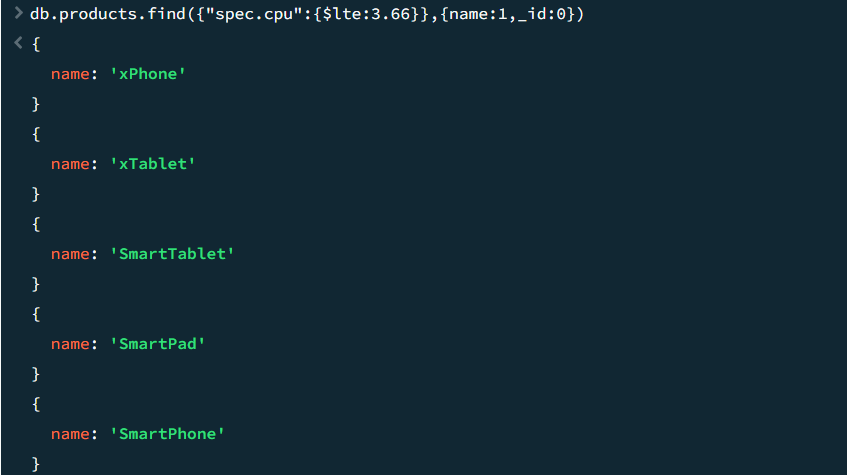 > db.products.find({"spec.cpu":{$lte:3.66}},{name:1,_id:0})
< {
name: 'xPhone'
}
{
name: 'xTablet'
}
{
name: 'SmartTablet'
}
{
name: 'SmartPad'
}
{
name: 'SmartPhone'
}